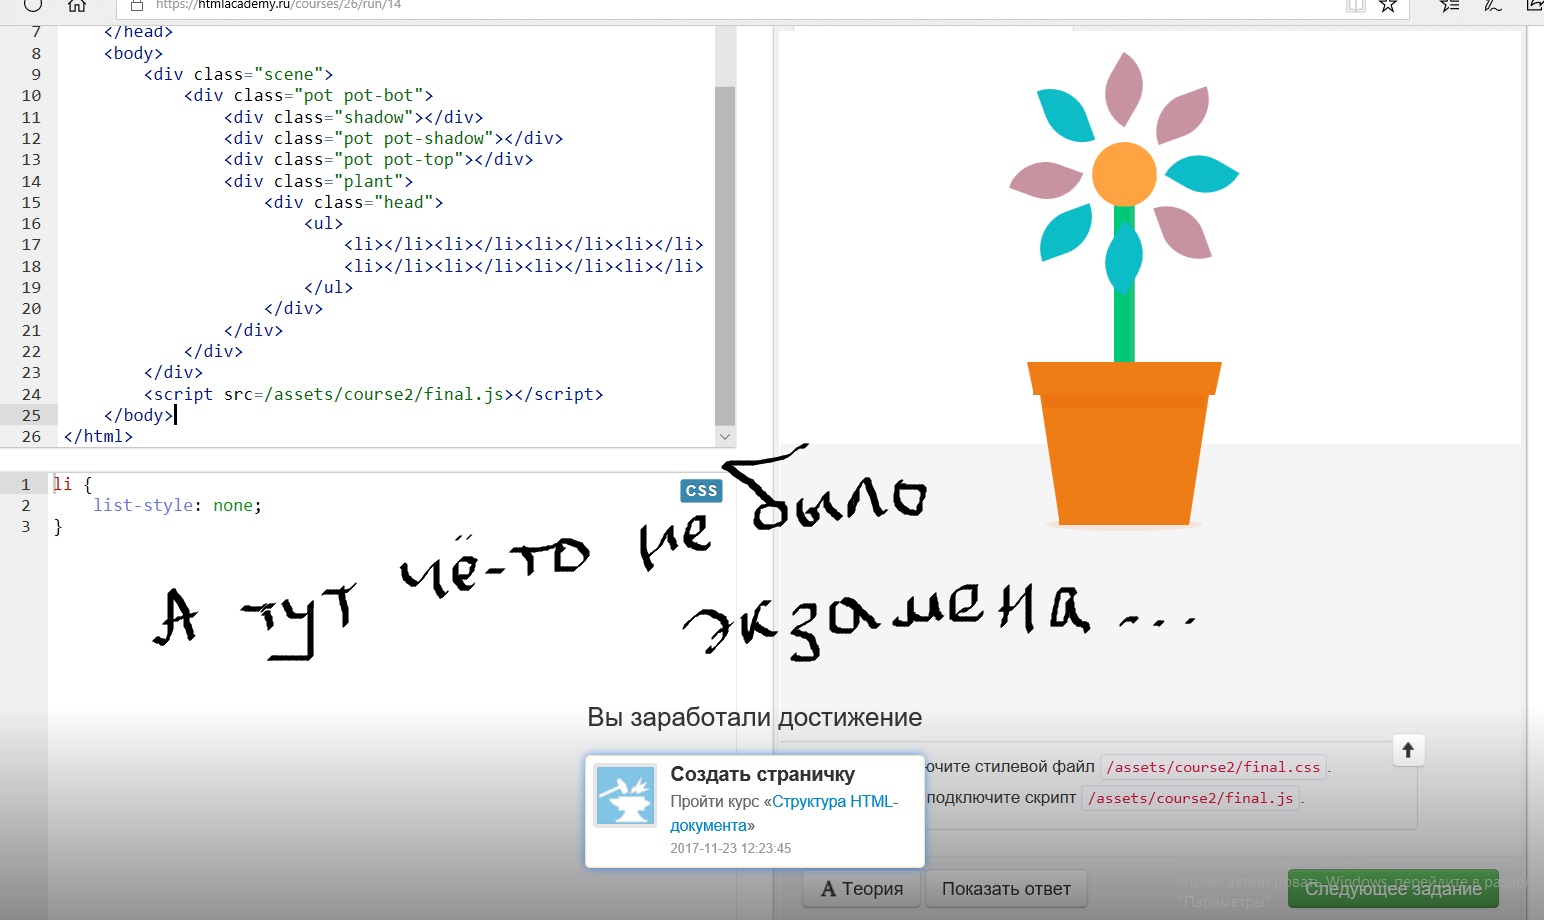 https://htmlacademy.ru/courses/26/run/14
7 </head>
8 <body>
9 <div class="scene">
10 <div class="pot pot-bot">
11 <div class="shadow"></div>
12 <div class="pot pot-shadow"></div>
13 <div class="pot pot-top"></div>
14 <div class="plant">
15 <div class="head">
16 <ul>
17 <li></li><li></li><li></li><li></li>
18 <li></li><li></li><li></li><li></li>
19 </ul>
20 </div>
21 </div>
22 </div>
23 </div>
24 <script src=/assets/course2/final.js></script>
25 </body>
26 </html>
CSS
1 li {
2 list-style: none;
3 }
А тут чё-то не было
экзамена...
Вы заработали достижение
Создать страничку
Пройти курс «Структура HTML-
документа»
2017-11-23 12:23:45
ючите стилевой файл /assets/course2/final.css.
подключите скрипт /assets/course2/final.js.
А Теория
Показать ответ
Следующее задание
Чтобы активировать Windows, перейдите в разде
"Параметры".